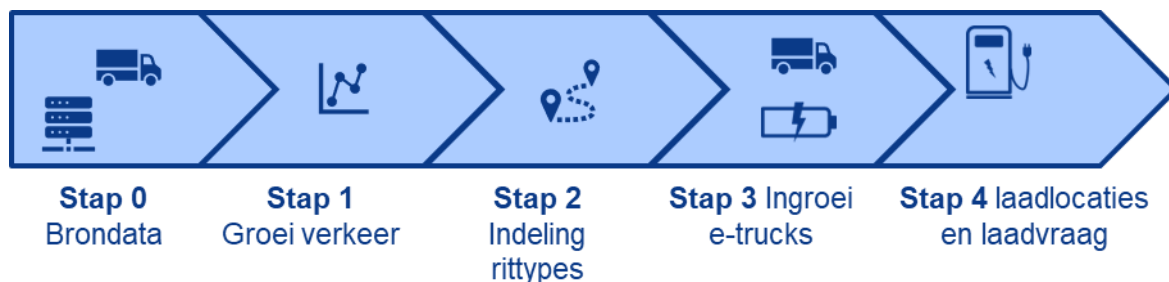 Stap 0
Brondata
Stap 1
Groei verkeer
Stap 2
Indeling
rittypes
Stap 3 Ingroei
e-trucks
Stap 4 laadlocaties
en laadvraag